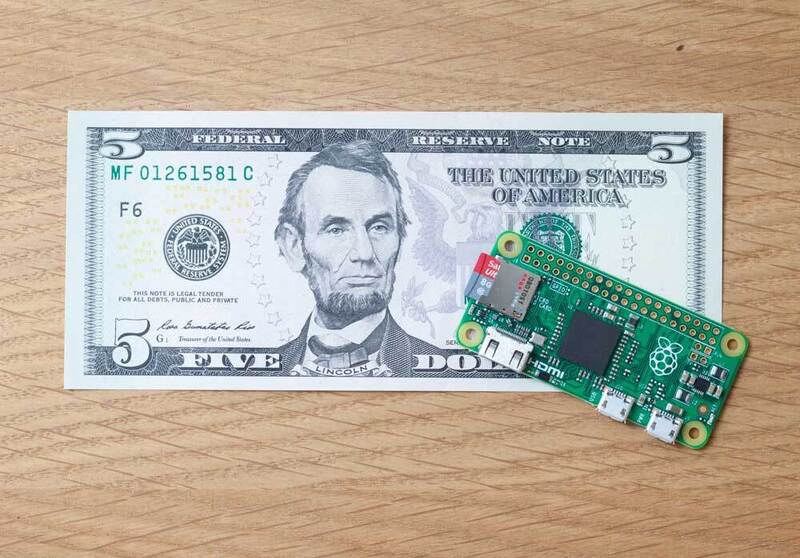 5 FEDERAL RESERVE NOTE 5
MF 01261581 C
THE UNITED STATES
OF AMERICA
F6
THIS NOTE IS LEGAL TENDER
FOR ALL DEBTS, PUBLIC AND PRIVATE
Treasurer of the United States
5
FIVE
LINCOLN
HDMI